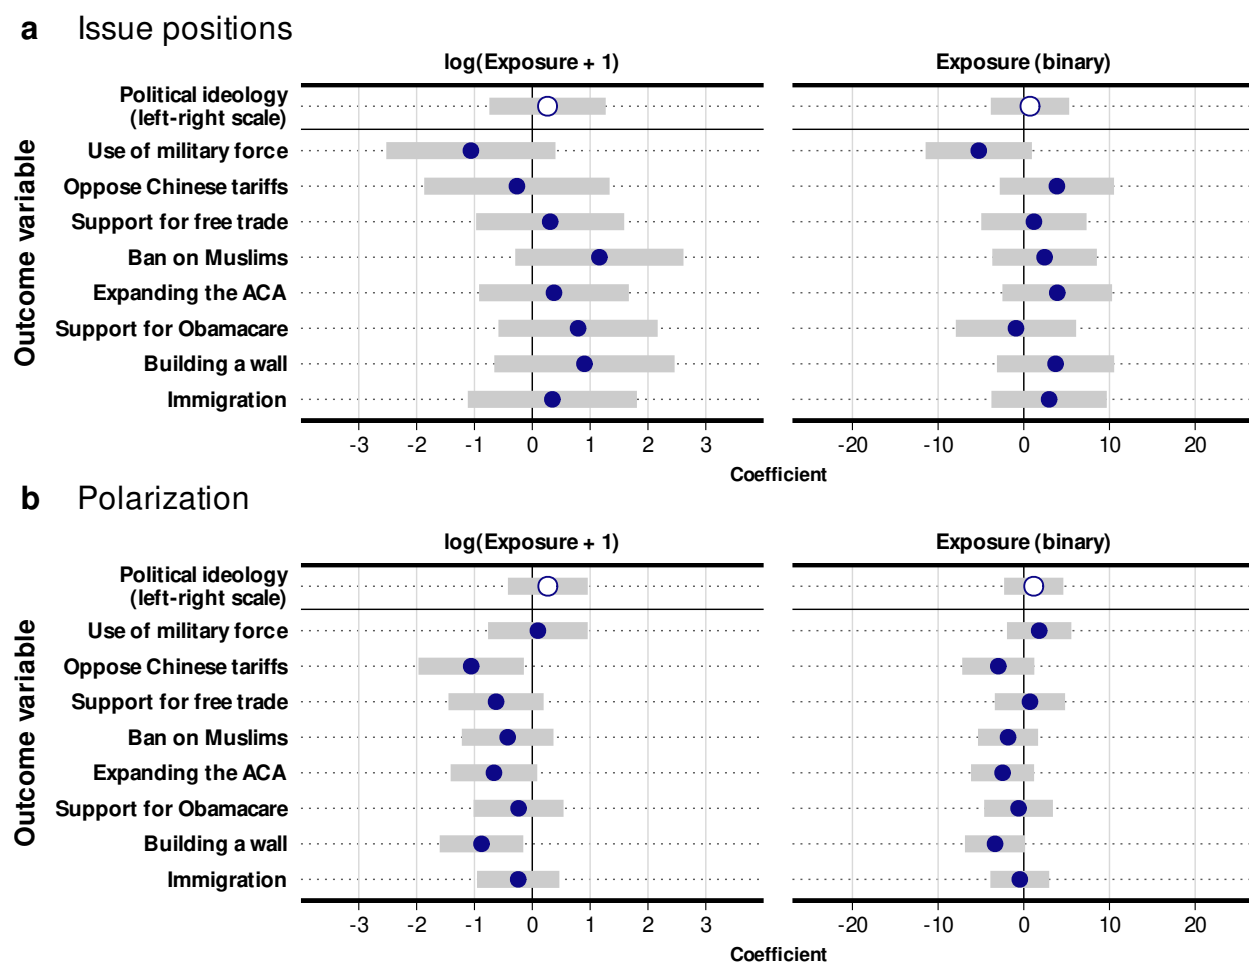 a Issue positions
log(Exposure + 1) Exposure (binary)
Outcome variable
Political ideology
(left-right scale)
Use of military force
Oppose Chinese tariffs
Support for free trade
Ban on Muslims
Expanding the ACA
Support for Obamacare
Building a wall
Immigration
-3 -2 -1 0 1 2 3 -20 -10 0 10 20
Coefficient
b Polarization
log(Exposure + 1) Exposure (binary)
Outcome variable
Political ideology
(left-right scale)
Use of military force
Oppose Chinese tariffs
Support for free trade
Ban on Muslims
Expanding the ACA
Support for Obamacare
Building a wall
Immigration
-3 -2 -1 0 1 2 3 -20 -10 0 10 20
Coefficient